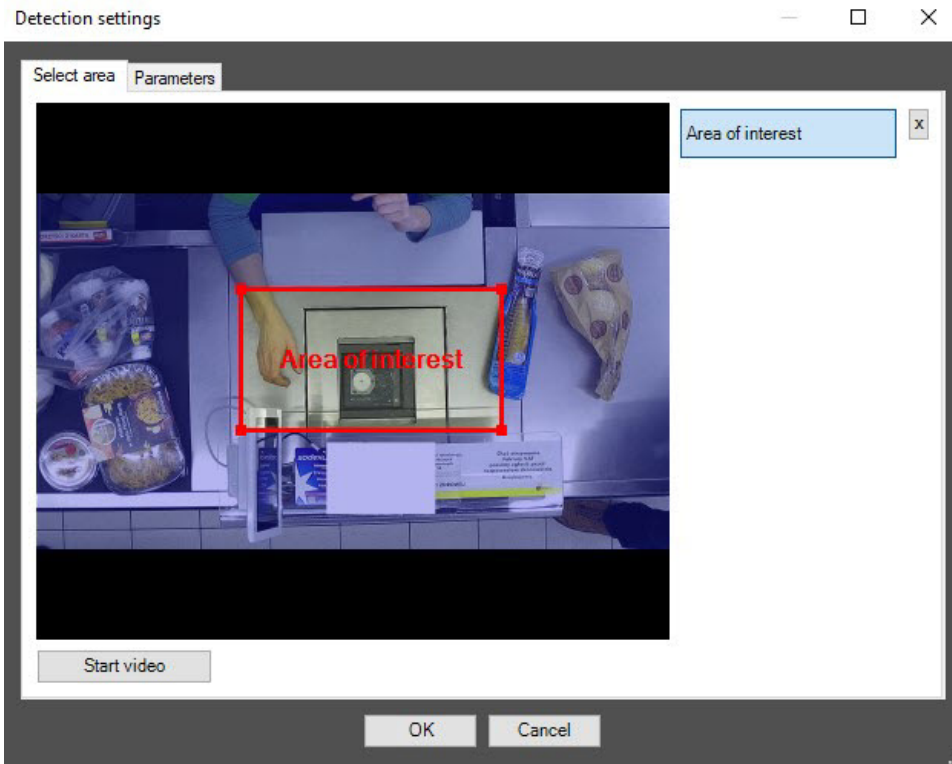 Detection settings
Select area
Parameters
Area of interest
x
Area of interest
Start video
OK
Cancel